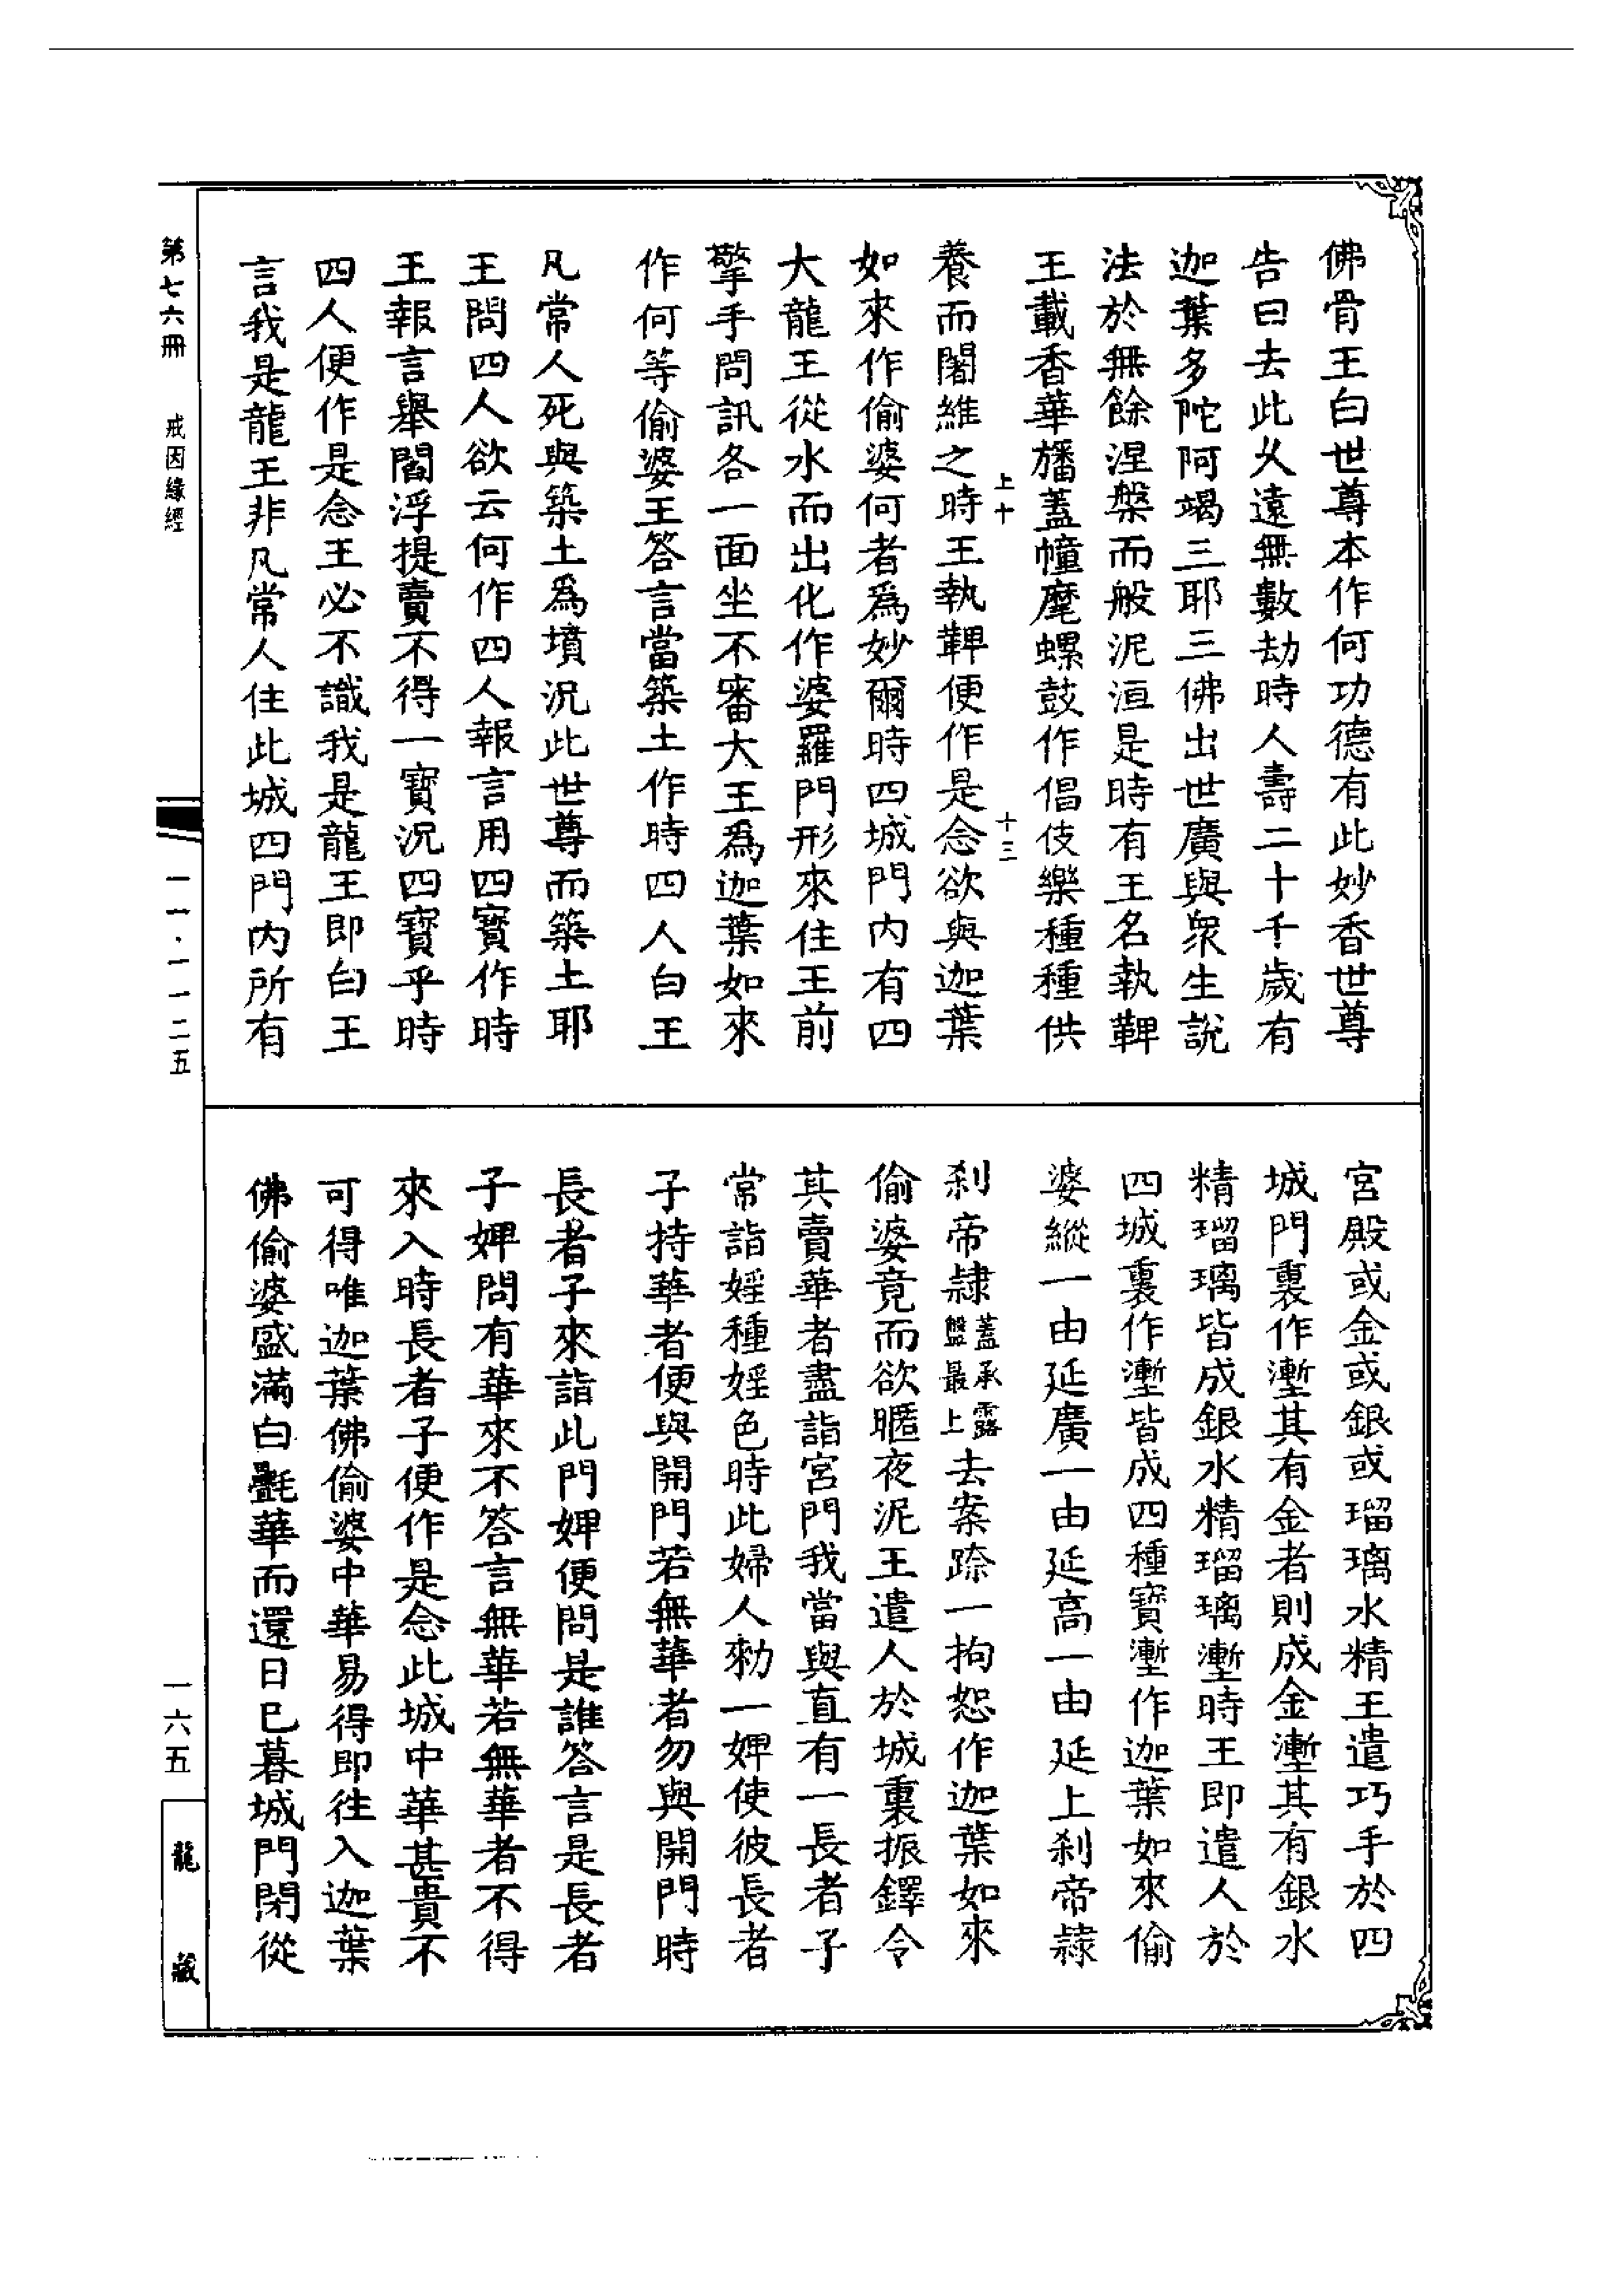 佛骨王白世尊本作何功德有此妙香世尊
告曰去此久遠無數劫時人壽二十千歲有
迦葉多陀阿竭三耶三佛出世廣與衆生說
法於無餘涅槃而般泥洹是時有王名執鞞
王載香華旛蓋幢麾螺鼓作倡伎樂種種供
上十 十三
養而闍維之時王執鞞便作是念欲與迦葉
如來作偷婆何者爲妙爾時四城門内有四
大龍王從水而出化作婆羅門形來住王前
擎手問訊各一面坐不審大王爲迦葉如來
作何等偷婆王答言當築土作時四人白王
凡常人死與築土爲墳況此世尊而築土耶
王問四人欲云何作四人報言用四寶作時
王報言舉閻浮提賣不得一寶況四寶乎時
四人便作是念王必不識我是龍王即白王
言我是龍王非凡常人住此城四門内所有
宮殿或金或銀或瑠璃水精王遣巧手於四
城門裏作壍其有金者則成金壍其有銀水
精瑠璃皆成銀水精瑠璃壍時王即遣人於
四城裏作壍皆成四種寶壍作迦葉如來偷
婆縱一由延廣一由延高一由延上刹帝隸
刹帝隸蓋承露盤最上去案跡一拘恕作迦葉如來
偷婆竟而欲暱夜泥王遣人於城裏振鐸令
其賣華者盡詣宮門我當與直有一長者子
常詣婬種婬色時此婦人勑一婢使彼長者
子持華者便與開門若無華者勿與開門時
長者子來詣此門婢便問是誰答言是長者
子婢問有華來不答言無華若無華者不得
來入時長者子便作是念此城中華甚貴不
可得唯迦葉佛偷婆中華易得即往入迦葉
佛偷婆盛滿白氎華而還日已暮城門閉從
第七六冊 戒因緣經
一一·一一二五
一六五
龍藏